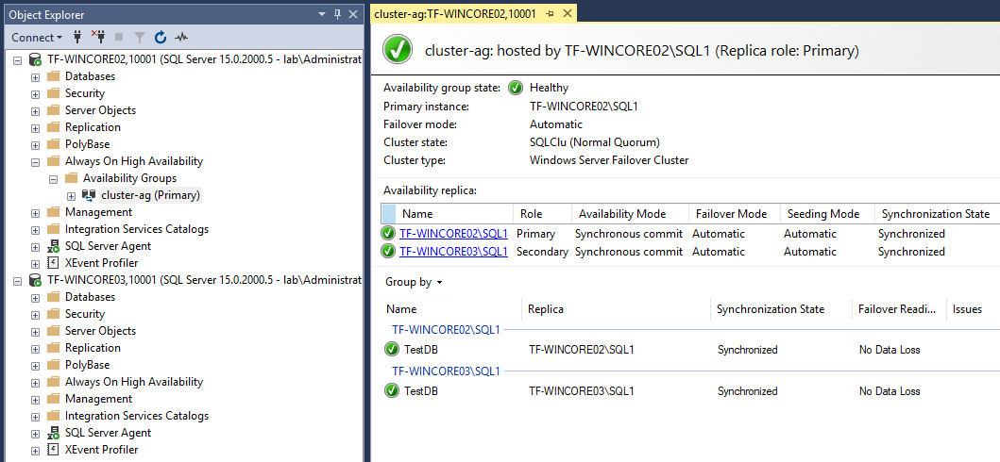 Object Explorer
Connect
TF-WINCORE02,10001 (SQL Server 15.0.2000.5 - lab\Administrat
Databases
Security
Server Objects
Replication
PolyBase
Always On High Availability
Availability Groups
cluster-ag (Primary)
Management
Integration Services Catalogs
SQL Server Agent
XEvent Profiler
TF-WINCORE03,10001 (SQL Server 15.0.2000.5 - lab\Administrat
Databases
Security
Server Objects
Replication
PolyBase
Always On High Availability
Management
Integration Services Catalogs
SQL Server Agent
XEvent Profiler
cluster-ag:TF-WINCORE02,10001
cluster-ag: hosted by TF-WINCORE02\SQL1 (Replica role: Primary)
Availability group state: Healthy
Primary instance: TF-WINCORE02\SQL1
Failover mode: Automatic
Cluster state: SQLClu (Normal Quorum)
Cluster type: Windows Server Failover Cluster
Availability replica:
Name Role Availability Mode Failover Mode Seeding Mode Synchronization State
TF-WINCORE02\SQL1 Primary Synchronous commit Automatic Automatic Synchronized
TF-WINCORE03\SQL1 Secondary Synchronous commit Automatic Automatic Synchronized
Group by
Name Replica Synchronization State Failover Readi... Issues
TF-WINCORE02\SQL1
TestDB TF-WINCORE02\SQL1 Synchronized No Data Loss
TF-WINCORE03\SQL1
TestDB TF-WINCORE03\SQL1 Synchronized No Data Loss